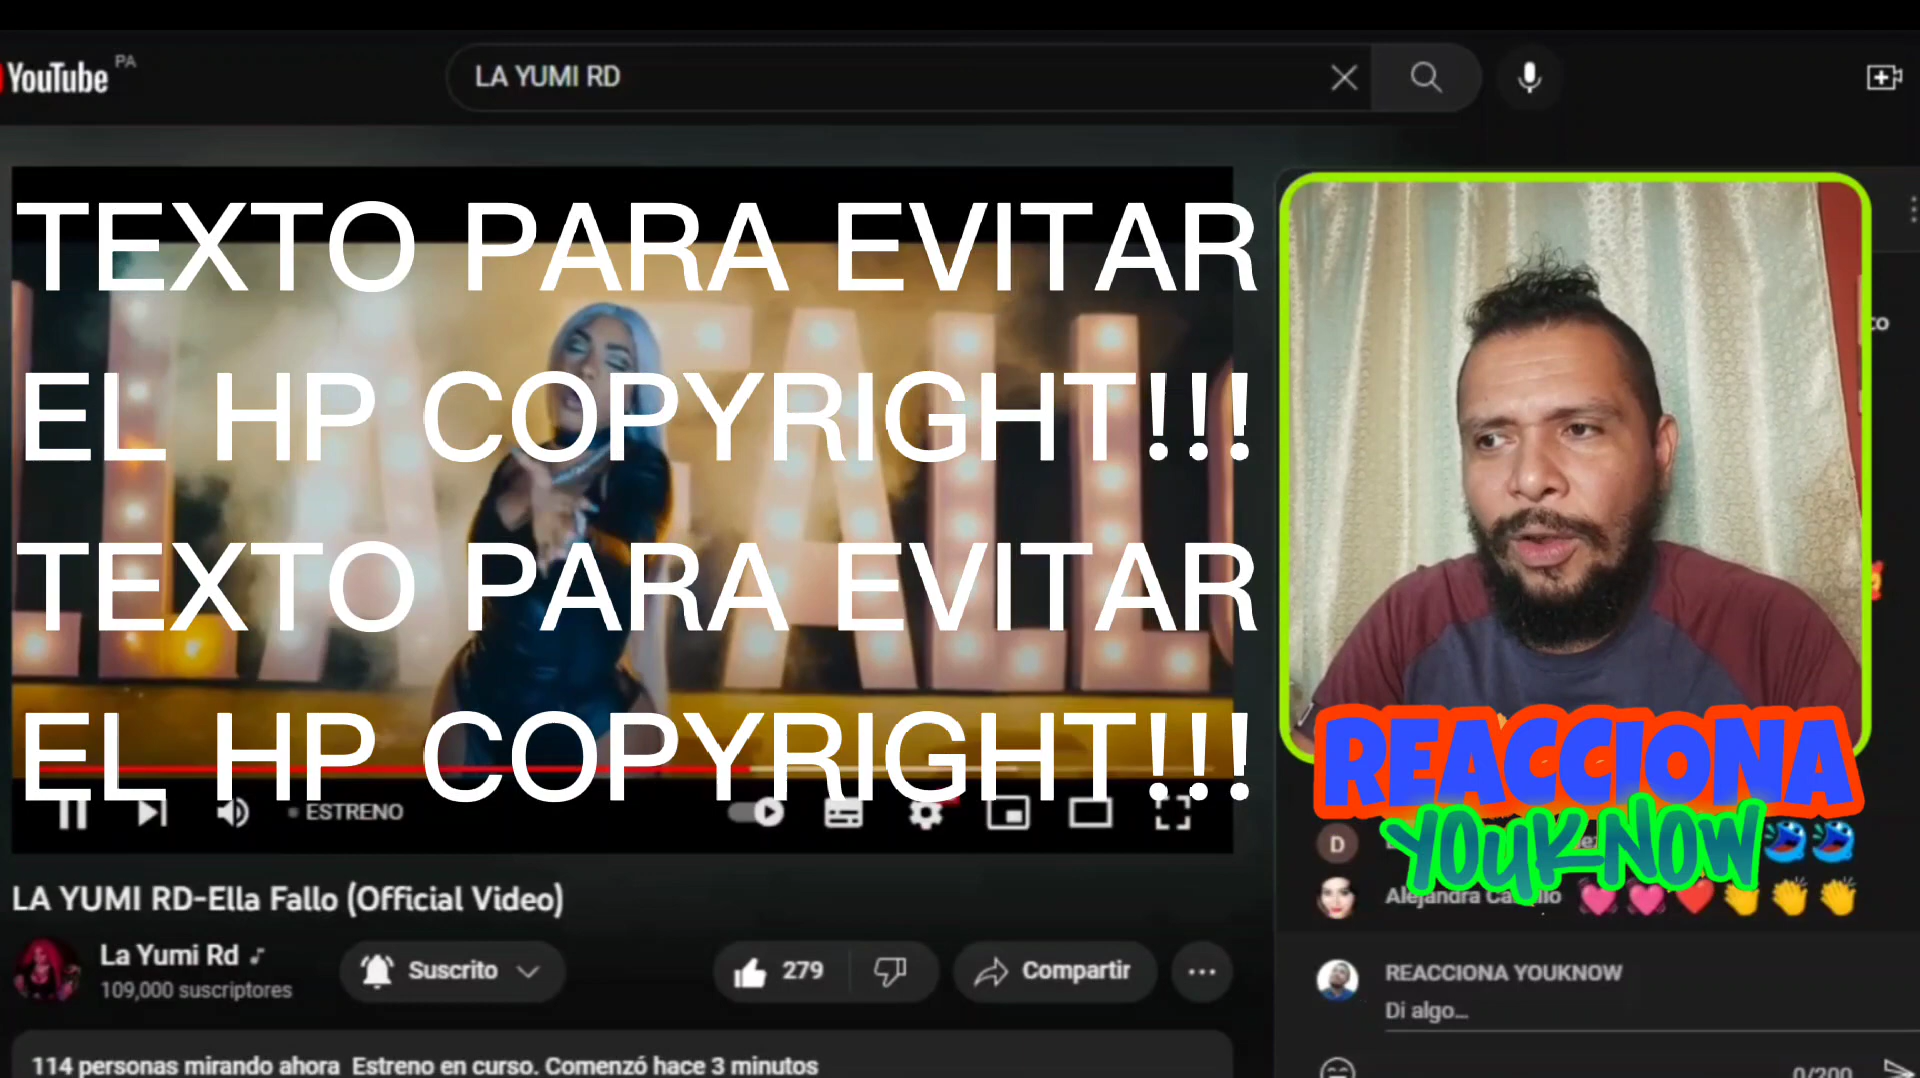 YouTube PA
LA YUMI RD
TEXTO PARA EVITAR
EL HP COPYRIGHT!!!
TEXTO PARA EVITAR
EL HP COPYRIGHT!!!
ESTRENO
REACCIONA
YOUKNOW
D
Alejandra
LA YUMI RD-Ella Fallo (Official Video)
La Yumi Rd
109,000 suscriptores
Suscrito
279
Compartir
REACCIONA YOUKNOW
Di algo...
114 personas mirando ahora Estreno en curso. Comenzó hace 3 minutos
0/200